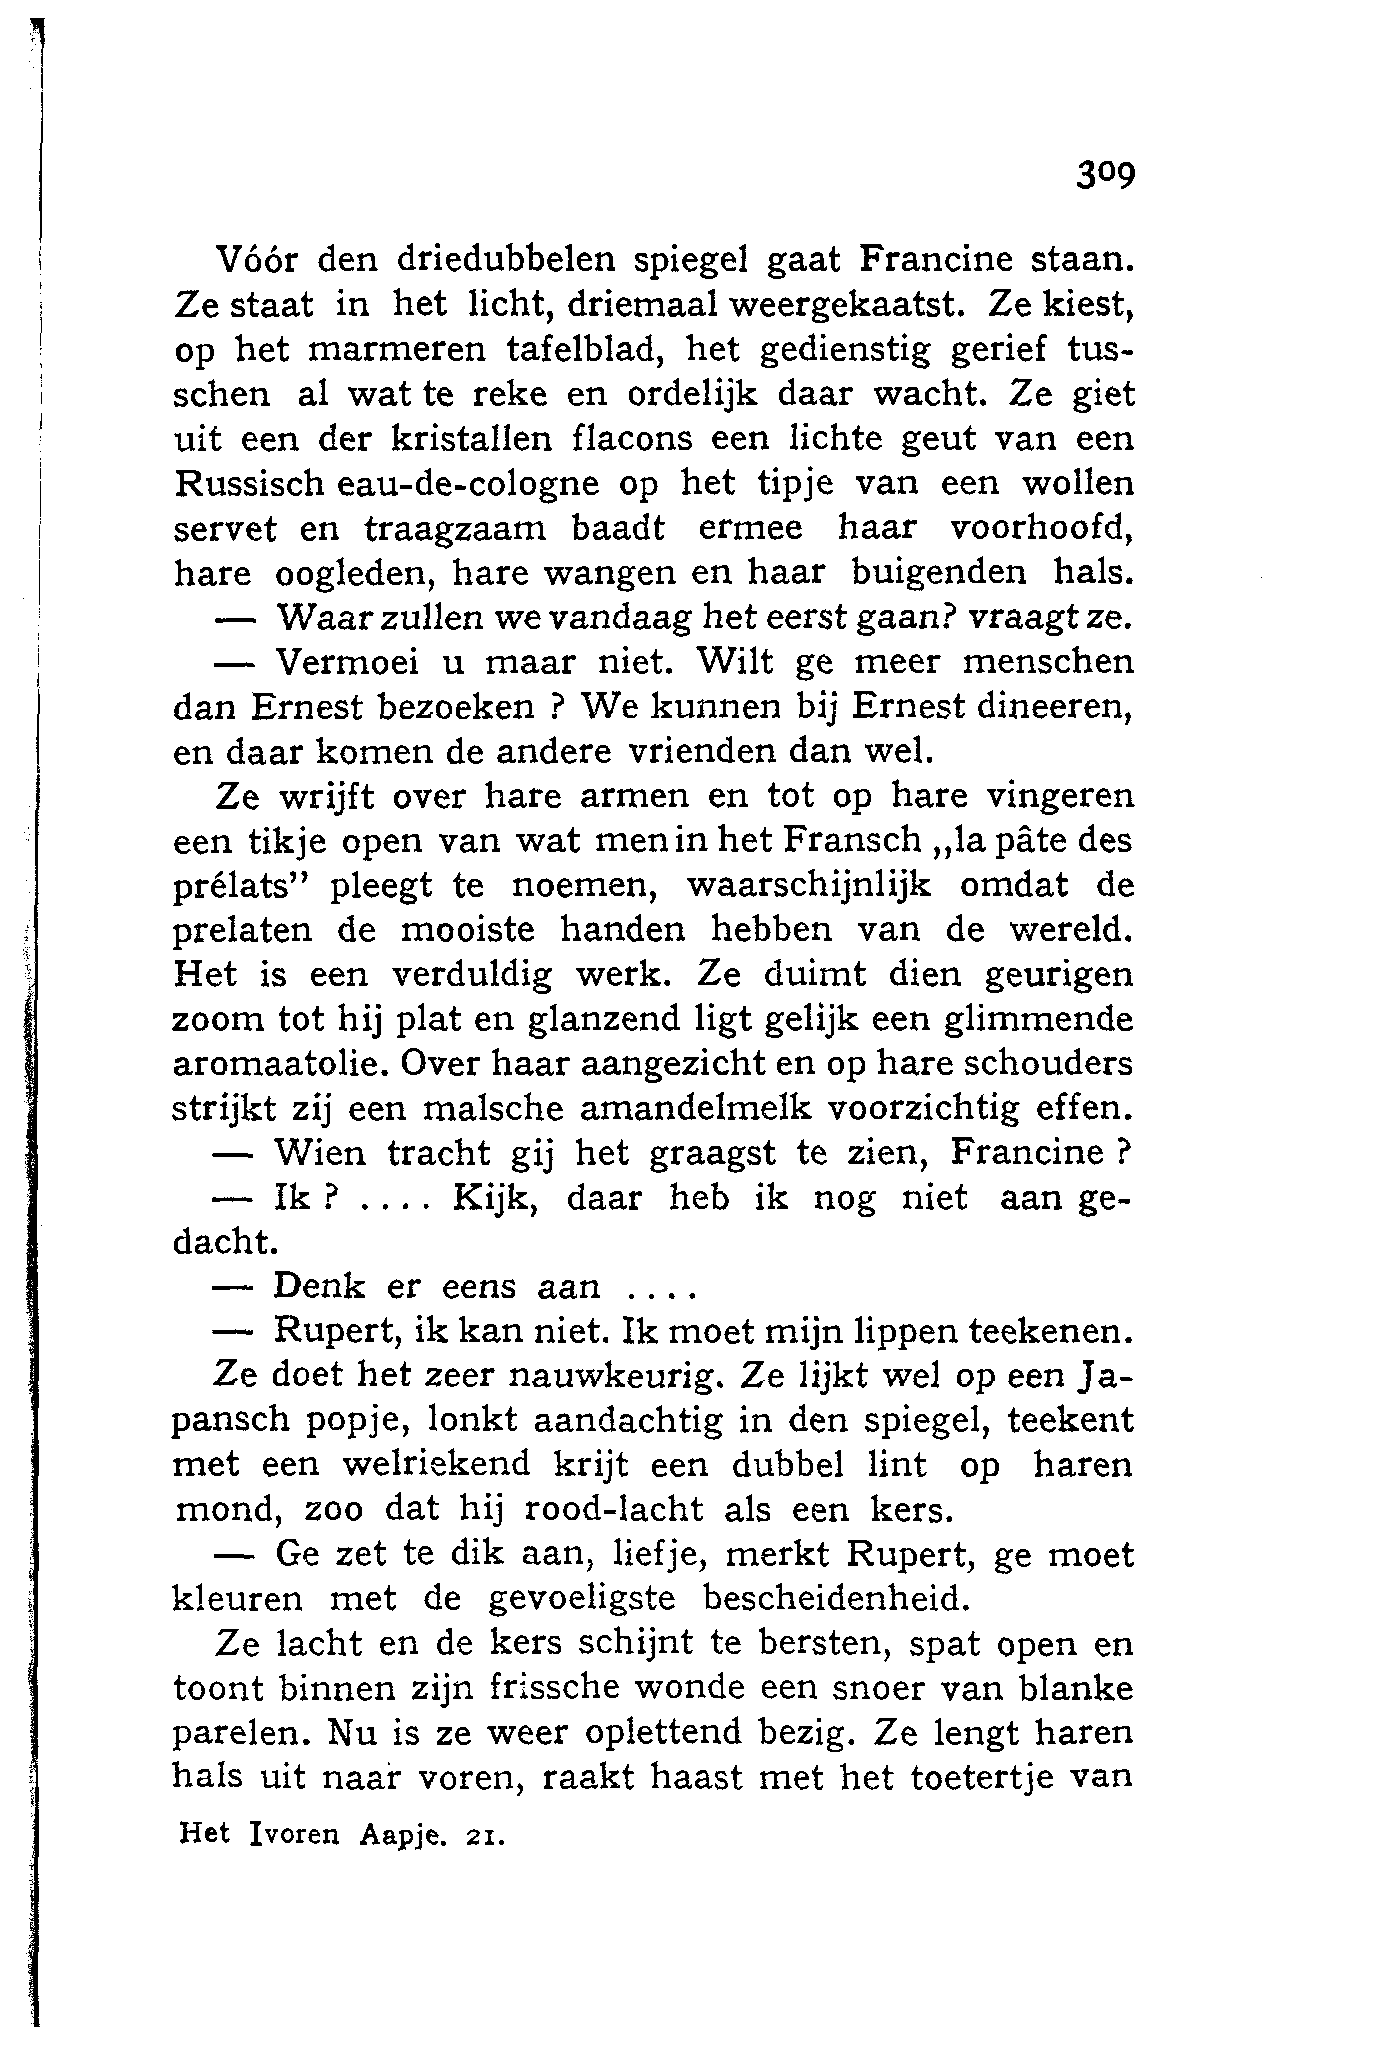 309
Vóór den driedubbelen spiegel gaat Francine staan.
Ze staat in het licht, driemaal weergekaatst. Ze kiest,
op het marmeren tafelblad, het gedienstig gerief tus-
schen al wat te reke en ordelijk daar wacht. Ze giet
uit een der kristallen flacons een lichte geut van een
Russisch eau-de-cologne op het tipje van een wollen
servet en traagzaam baadt ermee haar voorhoofd,
hare oogleden, hare wangen en haar buigenden hals.
— Waar zullen we vandaag het eerst gaan? vraagt ze.
— Vermoei u maar niet. Wilt ge meer menschen
dan Ernest bezoeken ? We kunnen bij Ernest dineeren,
en daar komen de andere vrienden dan wel.
Ze wrijft over hare armen en tot op hare vingeren
een tikje open van wat men in het Fransch „la pâte des
prélats” pleegt te noemen, waarschijnlijk omdat de
prelaten de mooiste handen hebben van de wereld.
Het is een verduldig werk. Ze duimt dien geurigen
zoom tot hij plat en glanzend ligt gelijk een glimmende
aromaatolie. Over haar aangezicht en op hare schouders
strijkt zij een malsche amandelmelk voorzichtig effen.
— Wien tracht gij het graagst te zien, Francine ?
— Ik ? .... Kijk, daar heb ik nog niet aan ge-
dacht.
— Denk er eens aan ....
— Rupert, ik kan niet. Ik moet mijn lippen teekenen.
Ze doet het zeer nauwkeurig. Ze lijkt wel op een Ja-
pansch popje, lonkt aandachtig in den spiegel, teekent
met een welriekend krijt een dubbel lint op haren
mond, zoo dat hij rood-lacht als een kers.
— Ge zet te dik aan, liefje, merkt Rupert, ge moet
kleuren met de gevoeligste bescheidenheid.
Ze lacht en de kers schijnt te bersten, spat open en
toont binnen zijn frissche wonde een snoer van blanke
parelen. Nu is ze weer oplettend bezig. Ze lengt haren
hals uit naar voren, raakt haast met het toetertje van
Het Ivoren Aapje. 21.